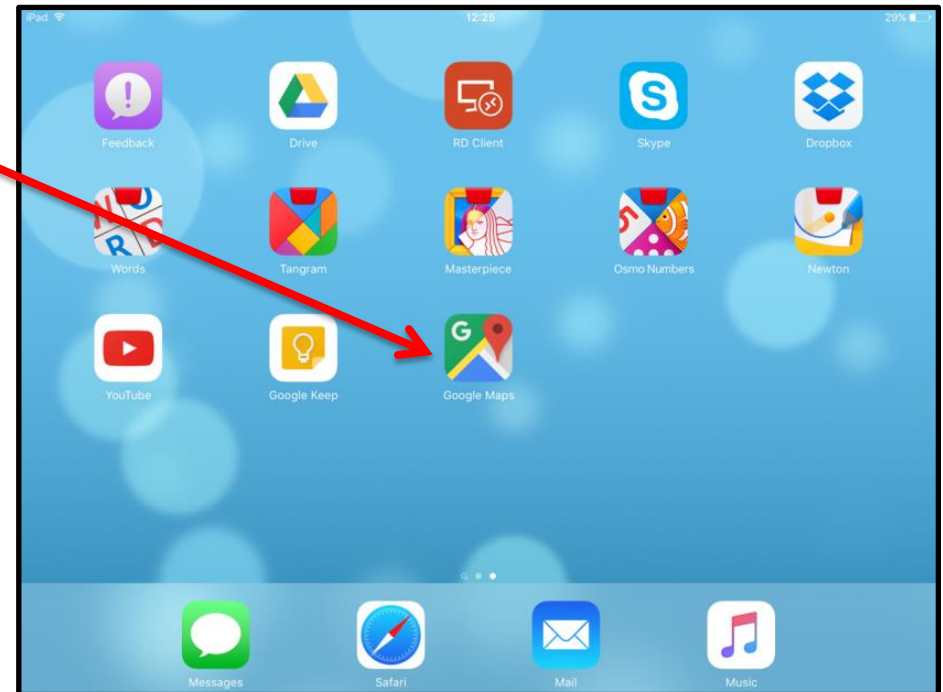 iPad 12:25 29%
Feedback Drive RD Client Skype Dropbox
Words Tangram Masterpiece Osmo Numbers Newton
YouTube Google Keep Google Maps
Messages Safari Mail Music